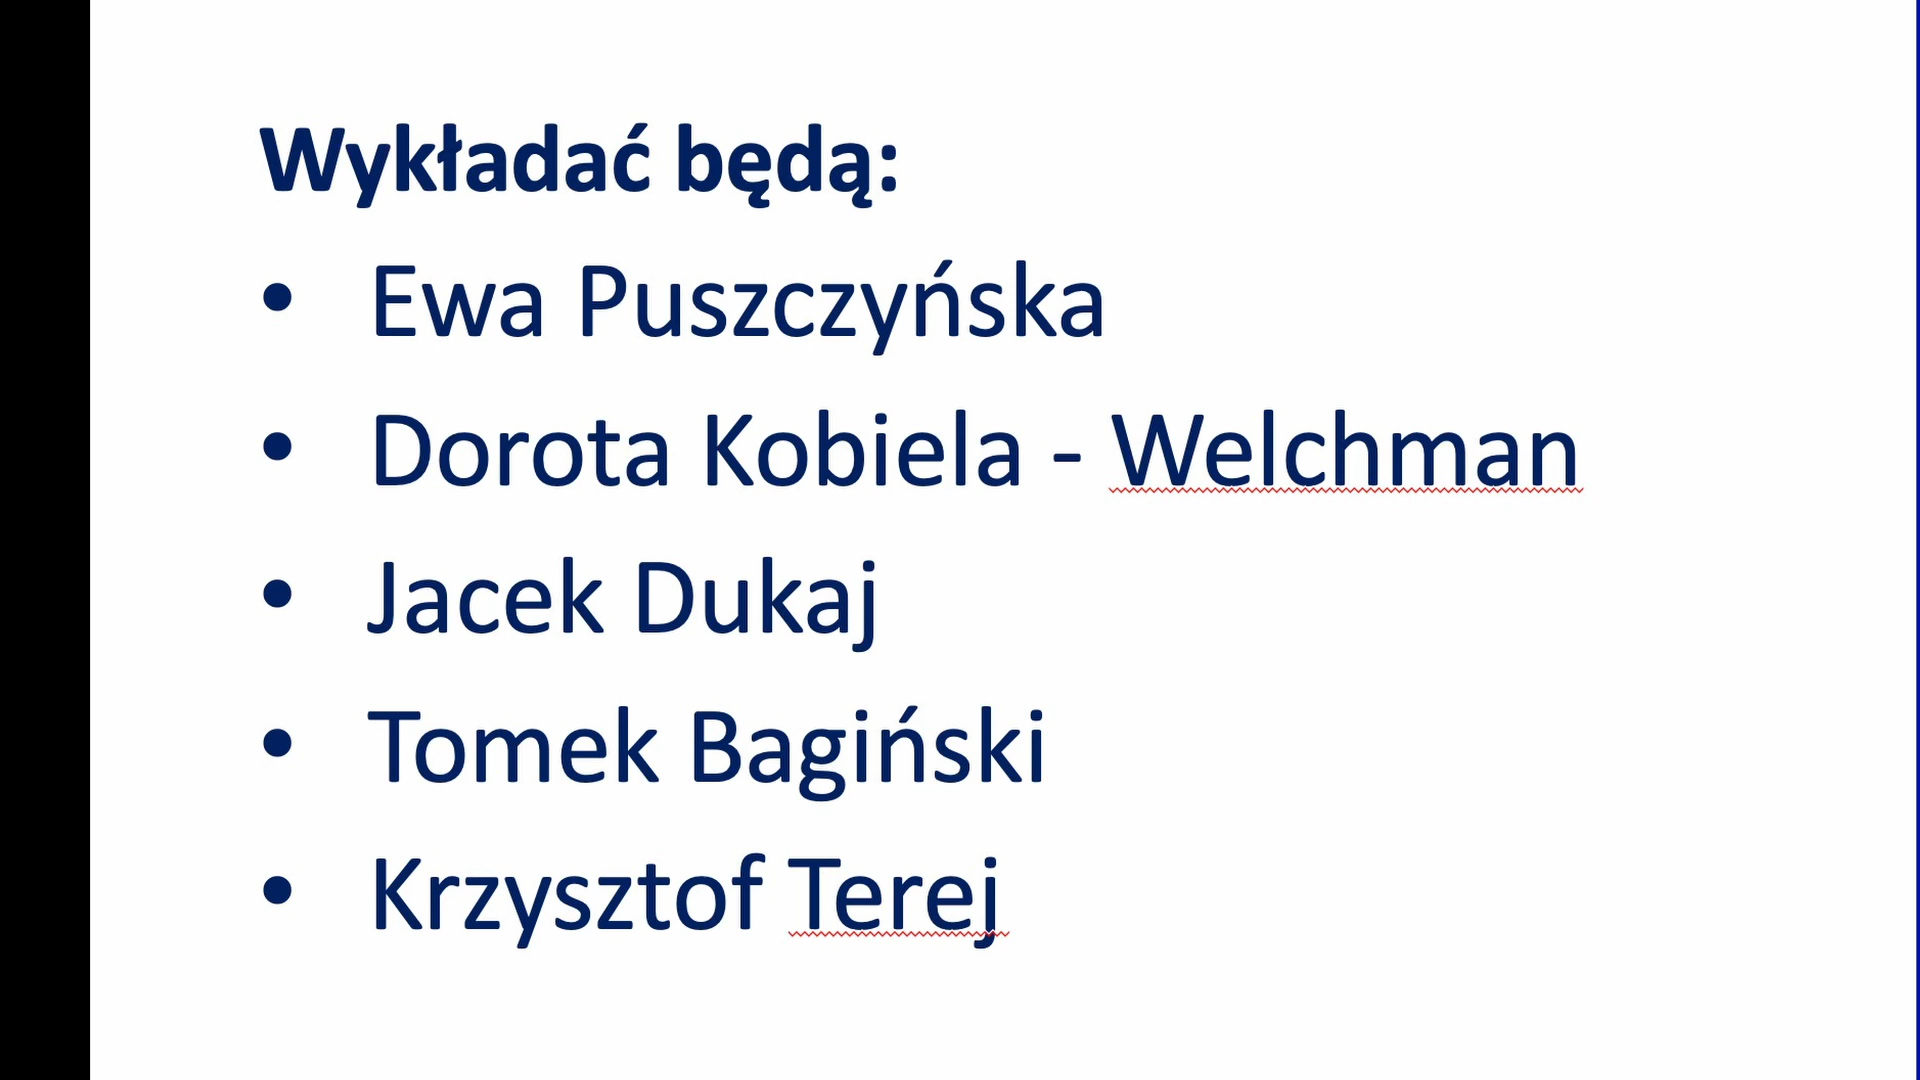 Wykładać będą:
• Ewa Puszczyńska
• Dorota Kobiela - Welchman
• Jacek Dukaj
• Tomek Bagiński
• Krzysztof Terej